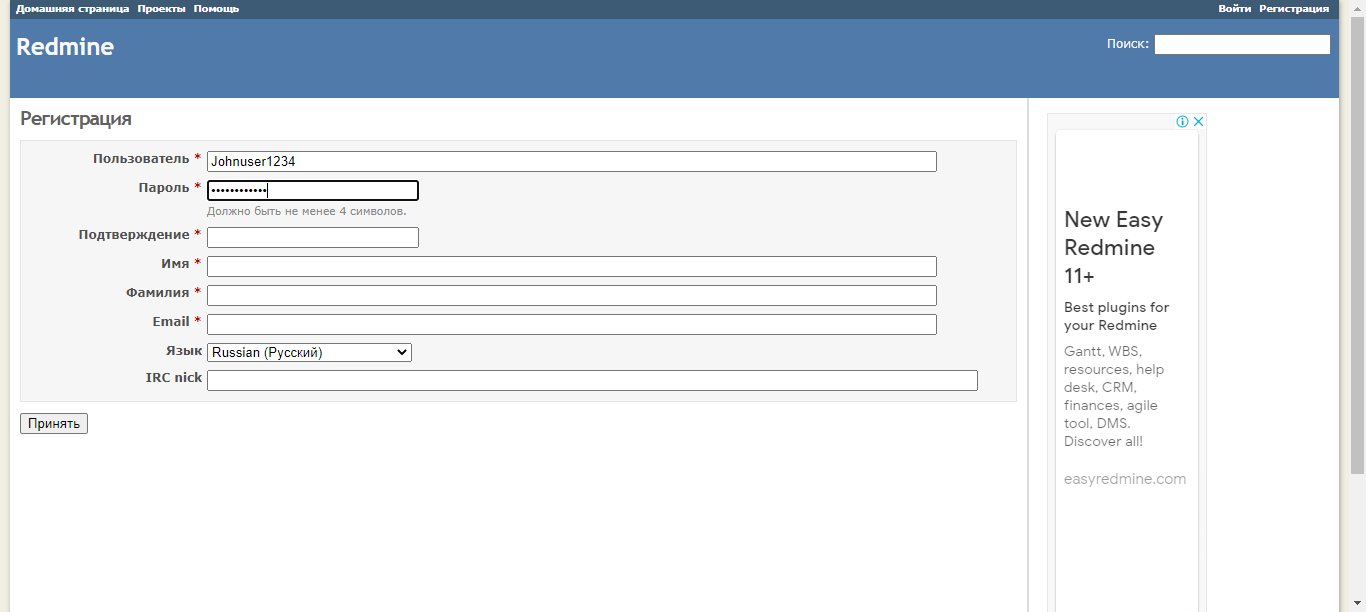 Домашняя страница Проекты Помощь Войти Регистрация
Redmine
Поиск:
Регистрация
Пользователь * Johnuser1234
Пароль * ••••••••••••
Должно быть не менее 4 символов.
Подтверждение *
Имя *
Фамилия *
Email *
Язык Russian (Русский)
IRC nick
Принять
New Easy
Redmine
11+
Best plugins for
your Redmine
Gantt, WBS,
resources, help
desk, CRM,
finances, agile
tool, DMS.
Discover all!
easyredmine.com